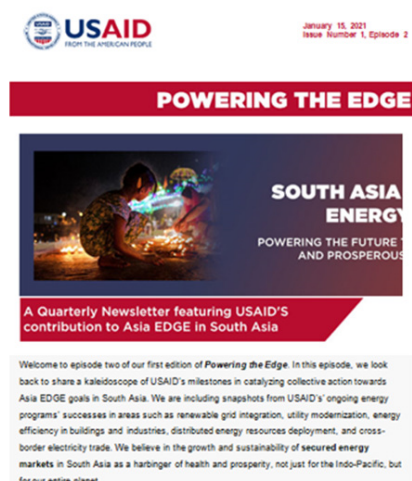 USAID
FROM THE AMERICAN PEOPLE
January 15, 2021
Issue Number 1, Episode 2
POWERING THE EDGE
SOUTH ASIA
ENERGY
POWERING THE FUTURE
AND PROSPEROUS
A Quarterly Newsletter featuring USAID'S
contribution to Asia EDGE in South Asia
Welcome to episode two of our first edition of Powering the Edge. In this episode, we look
back to share a kaleidoscope of USAID's milestones in catalyzing collective action towards
Asia EDGE goals in South Asia. We are including snapshots from USAID's' ongoing energy
programs' successes in areas such as renewable grid integration, utility modernization, energy
efficiency in buildings and industries, distributed energy resources deployment, and cross-
border electricity trade. We believe in the growth and sustainability of secured energy
markets in South Asia as a harbinger of health and prosperity, not just for the Indo-Pacific, but
for our entire planet